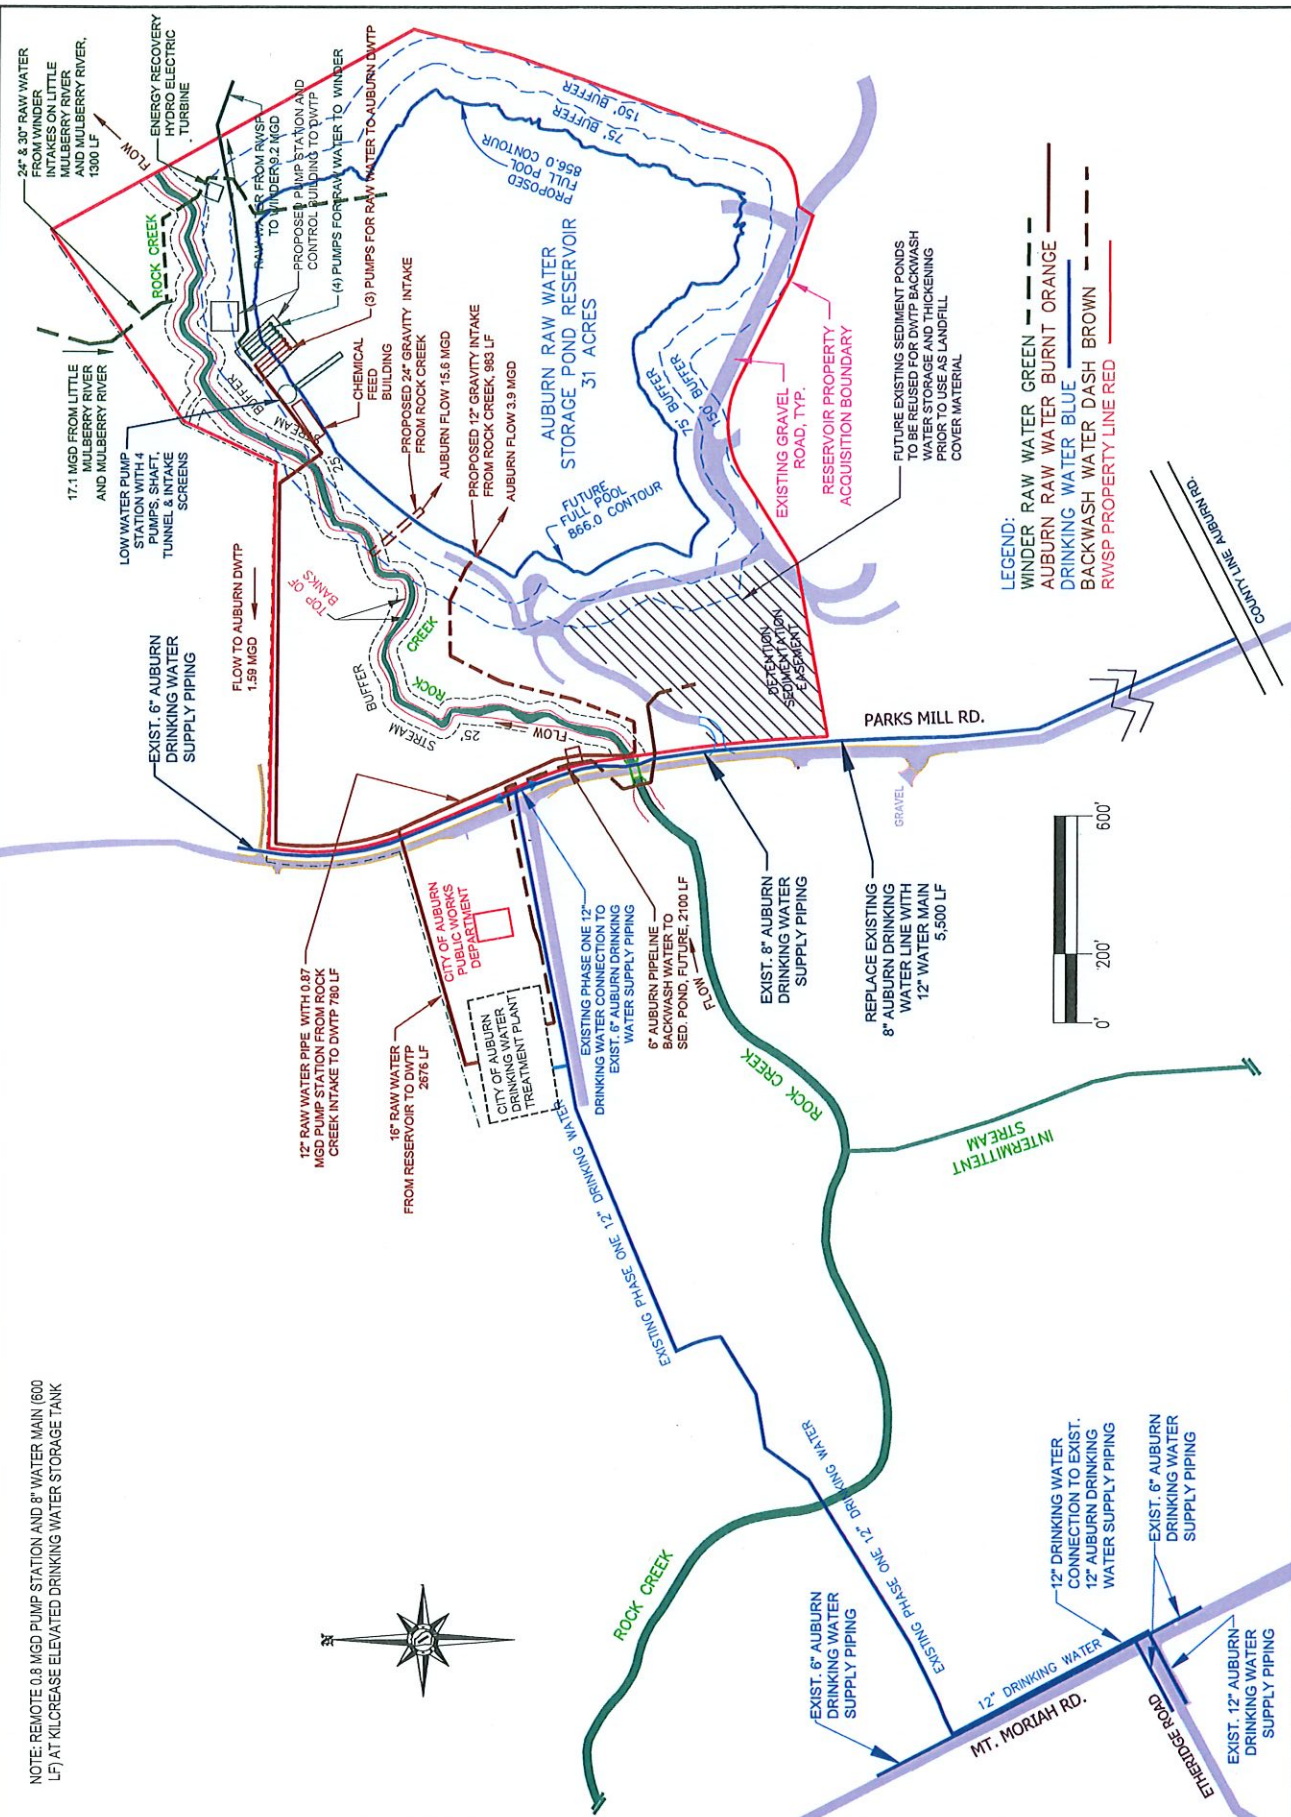 NOTE: REMOTE 0.8 MGD PUMP STATION AND 8" WATER MAIN (600
LF) AT KILCREASE ELEVATED DRINKING WATER STORAGE TANK
N
24" & 30" RAW WATER
FROM WINDER
INTAKES ON LITTLE
MULBERRY RIVER
AND MULBERRY RIVER,
1300 LF
FLOW
ENERGY RECOVERY
HYDRO ELECTRIC
TURBINE
ROCK CREEK
RAW WATER FROM RWSP
TO WINDER 9.2 MGD
PROPOSED PUMP STATION AND
CONTROL BUILDING TO DWTP
(4) PUMPS FOR RAW WATER TO WINDER
(3) PUMPS FOR RAW WATER TO AUBURN DWTP
17.1 MGD FROM LITTLE
MULBERRY RIVER
AND MULBERRY RIVER
LOW WATER PUMP
STATION WITH 4
PUMPS, SHAFT,
TUNNEL & INTAKE
SCREENS
BUFFER
STREAM
25'
CHEMICAL
FEED
BUILDING
PROPOSED 24" GRAVITY INTAKE
FROM ROCK CREEK
AUBURN FLOW 15.6 MGD
PROPOSED 12" GRAVITY INTAKE
FROM ROCK CREEK, 983 LF
AUBURN FLOW 3.9 MGD
PROPOSED
FULL POOL
856.0 CONTOUR
75' BUFFER
150' BUFFER
AUBURN RAW WATER
STORAGE POND RESERVOIR
31 ACRES
FUTURE
FULL POOL
866.0 CONTOUR
75' BUFFER
150' BUFFER
EXISTING GRAVEL
ROAD, TYP.
RESERVOIR PROPERTY
ACQUISITION BOUNDARY
FUTURE EXISTING SEDIMENT PONDS
TO BE REUSED FOR DWTP BACKWASH
WATER STORAGE AND THICKENING
PRIOR TO USE AS LANDFILL
COVER MATERIAL
DETENTION
SEDIMENTATION
EASEMENT
FLOW TO AUBURN DWTP
1.59 MGD
TOP OF
BANKS
ROCK
CREEK
BUFFER
STREAM
25'
FLOW
EXIST. 6" AUBURN
DRINKING WATER
SUPPLY PIPING
12" RAW WATER PIPE WITH 0.87
MGD PUMP STATION FROM ROCK
CREEK INTAKE TO DWTP 780 LF
16" RAW WATER
FROM RESERVOIR TO DWTP
2676 LF
CITY OF AUBURN
PUBLIC WORKS
DEPARTMENT
CITY OF AUBURN
DRINKING WATER
TREATMENT PLANT
EXISTING PHASE ONE 12"
DRINKING WATER CONNECTION TO
EXIST. 6" AUBURN DRINKING
WATER SUPPLY PIPING
6" AUBURN PIPELINE
BACKWASH WATER TO
SED. POND, FUTURE, 2100 LF
FLOW
EXIST. 8" AUBURN
DRINKING WATER
SUPPLY PIPING
REPLACE EXISTING
8" AUBURN DRINKING
WATER LINE WITH
12" WATER MAIN
5,500 LF
PARKS MILL RD.
GRAVEL
COUNTY LINE AUBURN RD.
LEGEND:
WINDER RAW WATER GREEN
AUBURN RAW WATER BURNT ORANGE
DRINKING WATER BLUE
BACKWASH WATER DASH BROWN
RWSP PROPERTY LINE RED
0'
200'
600'
ROCK CREEK
INTERMITTENT
STREAM
EXISTING PHASE ONE 12" DRINKING WATER
EXISTING PHASE ONE 12" DRINKING WATER
ROCK CREEK
EXIST. 6" AUBURN
DRINKING WATER
SUPPLY PIPING
12" DRINKING WATER
MT. MORIAH RD.
ETHERIDGE ROAD
12" DRINKING WATER
CONNECTION TO EXIST.
12" AUBURN DRINKING
WATER SUPPLY PIPING
EXIST. 6" AUBURN
DRINKING WATER
SUPPLY PIPING
EXIST. 12" AUBURN
DRINKING WATER
SUPPLY PIPING